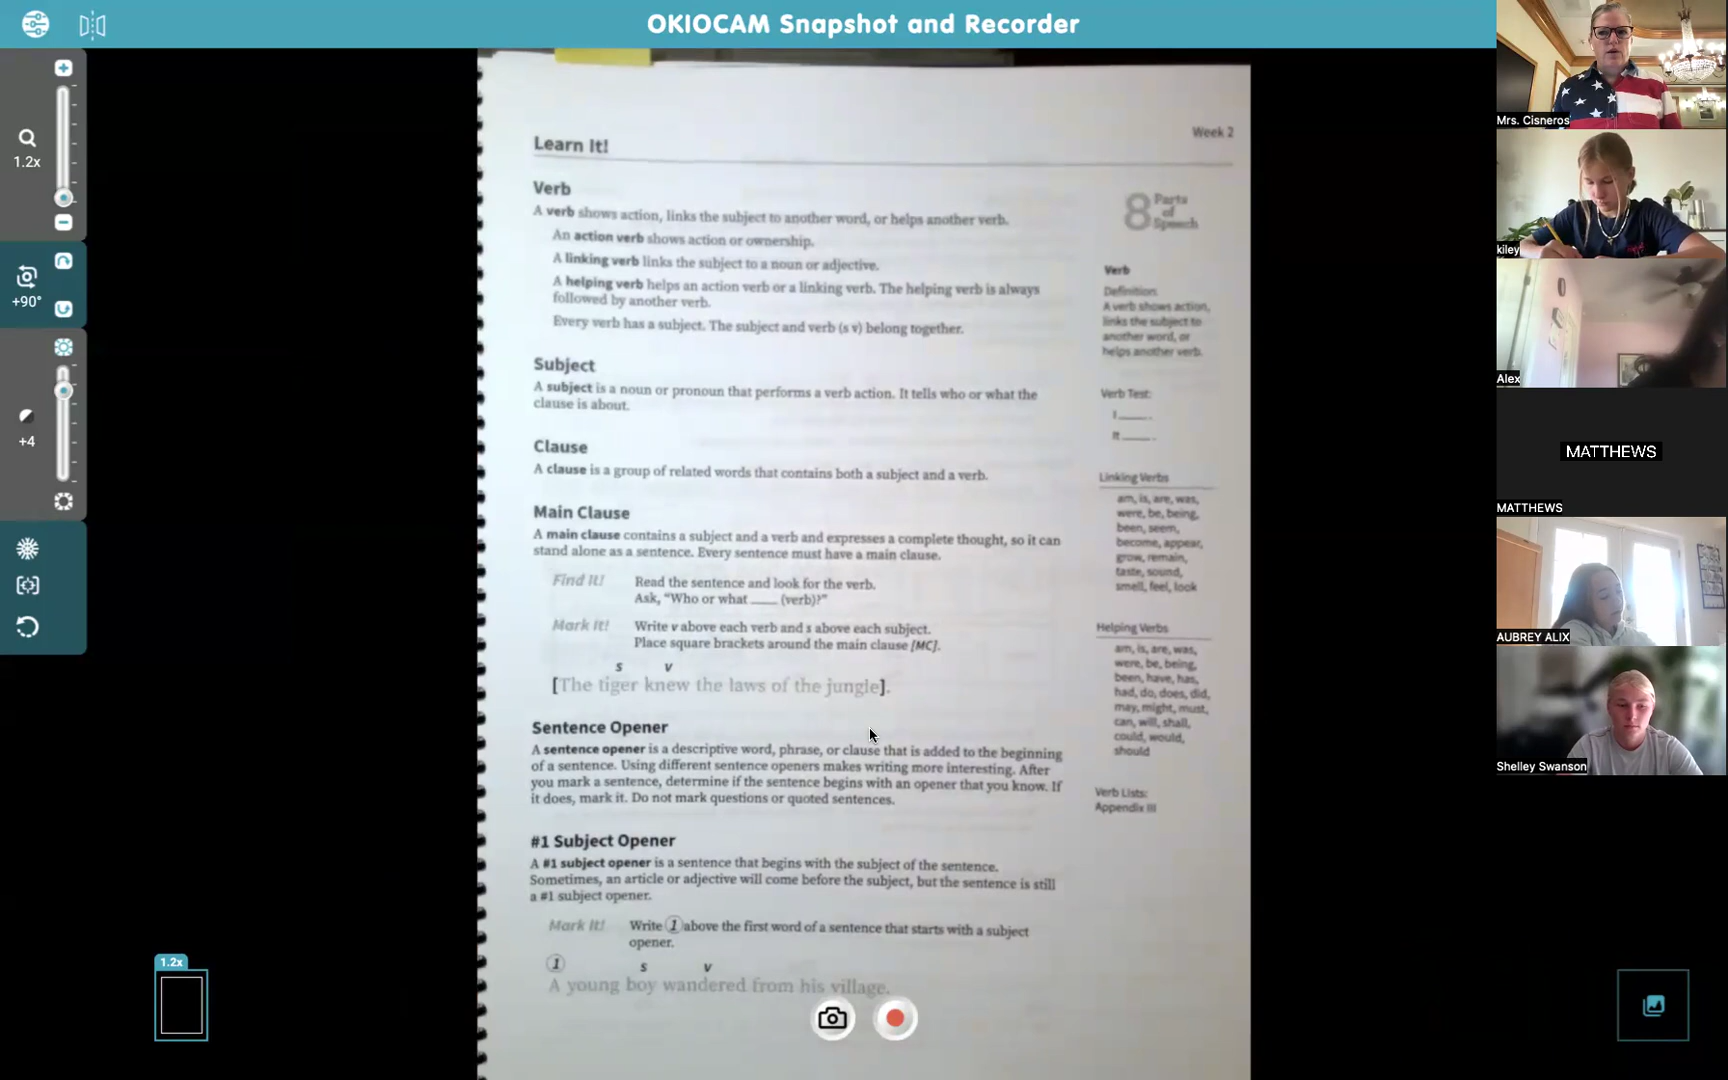 OKIOCAM Snapshot and Recorder
1.2x
+90°
+4
1.2x
Week 2
Learn It!
Verb
A verb shows action, links the subject to another word, or helps another verb.
An action verb shows action or ownership.
A linking verb links the subject to a noun or adjective.
A helping verb helps an action verb or a linking verb. The helping verb is always
followed by another verb.
Every verb has a subject. The subject and verb (s v) belong together.
Subject
A subject is a noun or pronoun that performs a verb action. It tells who or what the
clause is about.
Clause
A clause is a group of related words that contains both a subject and a verb.
Main Clause
A main clause contains a subject and a verb and expresses a complete thought, so it can
stand alone as a sentence. Every sentence must have a main clause.
Find It! Read the sentence and look for the verb.
Ask, "Who or what ____ (verb)?"
Mark It! Write v above each verb and s above each subject.
Place square brackets around the main clause [MC].
s v
[The tiger knew the laws of the jungle].
Sentence Opener
A sentence opener is a descriptive word, phrase, or clause that is added to the beginning
of a sentence. Using different sentence openers makes writing more interesting. After
you mark a sentence, determine if the sentence begins with an opener that you know. If
it does, mark it. Do not mark questions or quoted sentences.
#1 Subject Opener
A #1 subject opener is a sentence that begins with the subject of the sentence.
Sometimes, an article or adjective will come before the subject, but the sentence is still
a #1 subject opener.
Mark It! Write 1 above the first word of a sentence that starts with a subject
opener.
1 s v
A young boy wandered from his village.
8 Parts
of
Speech
Verb
Definition:
A verb shows action,
links the subject to
another word, or
helps another verb.
Verb Test:
I ____.
It ____.
Linking Verbs
am, is, are, was,
were, be, being,
been, seem,
become, appear,
grow, remain,
taste, sound,
smell, feel, look
Helping Verbs
am, is, are, was,
were, be, being,
been, have, has,
had, do, does, did,
may, might, must,
can, will, shall,
could, would,
should
Verb Lists:
Appendix III
Mrs. Cisneros
kiley
Alex
MATTHEWS
MATTHEWS
AUBREY ALIX
Shelley Swanson